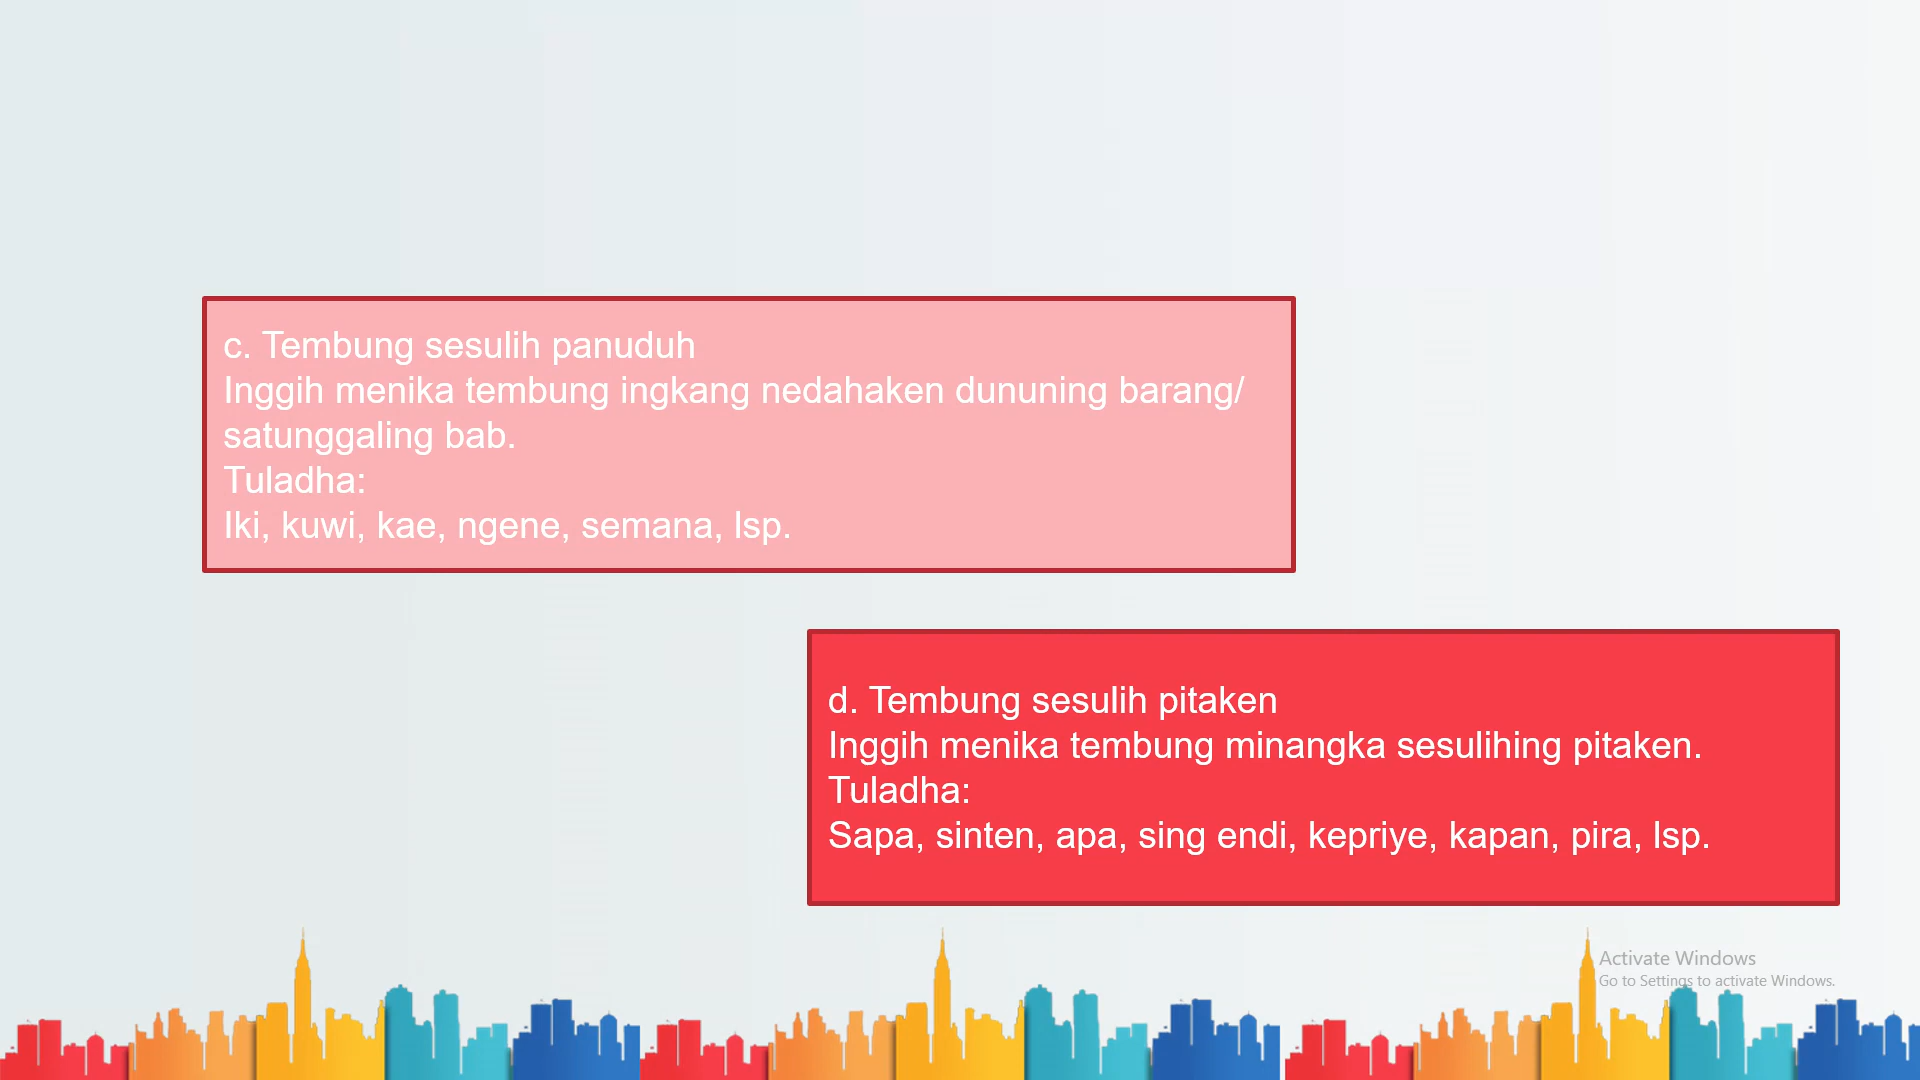 c. Tembung sesulih panuduh
Inggih menika tembung ingkang nedahaken dununing barang/
satunggaling bab.
Tuladha:
Iki, kuwi, kae, ngene, semana, lsp.
d. Tembung sesulih pitaken
Inggih menika tembung minangka sesulihing pitaken.
Tuladha:
Sapa, sinten, apa, sing endi, kepriye, kapan, pira, lsp.
Activate Windows
Go to Settings to activate Windows.